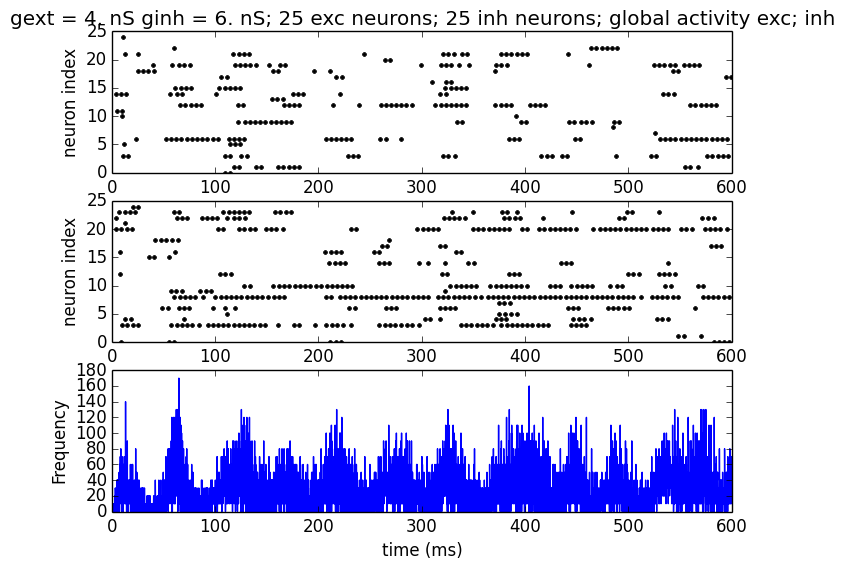 gext = 4. nS ginh = 6. nS; 25 exc neurons; 25 inh neurons; global activity exc; inh
25
20
15
10
5
0
neuron index
0 100 200 300 400 500 600
25
20
15
10
5
0
neuron index
0 100 200 300 400 500 600
180
160
140
120
100
80
60
40
20
0
Frequency
0 100 200 300 400 500 600
time (ms)